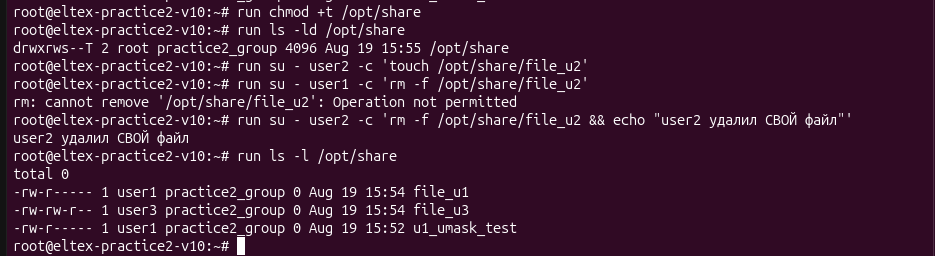 root@eltex-practice2-v10:~# run chmod +t /opt/share
root@eltex-practice2-v10:~# run ls -ld /opt/share
drwxrws--T 2 root practice2_group 4096 Aug 19 15:55 /opt/share
root@eltex-practice2-v10:~# run su - user2 -c 'touch /opt/share/file_u2'
root@eltex-practice2-v10:~# run su - user1 -c 'rm -f /opt/share/file_u2'
rm: cannot remove '/opt/share/file_u2': Operation not permitted
root@eltex-practice2-v10:~# run su - user2 -c 'rm -f /opt/share/file_u2 && echo "user2 удалил СВОЙ файл"'
user2 удалил СВОЙ файл
root@eltex-practice2-v10:~# run ls -l /opt/share
total 0
-rw-r----- 1 user1 practice2_group 0 Aug 19 15:54 file_u1
-rw-rw-r-- 1 user3 practice2_group 0 Aug 19 15:54 file_u3
-rw-r----- 1 user1 practice2_group 0 Aug 19 15:52 u1_umask_test
root@eltex-practice2-v10:~#